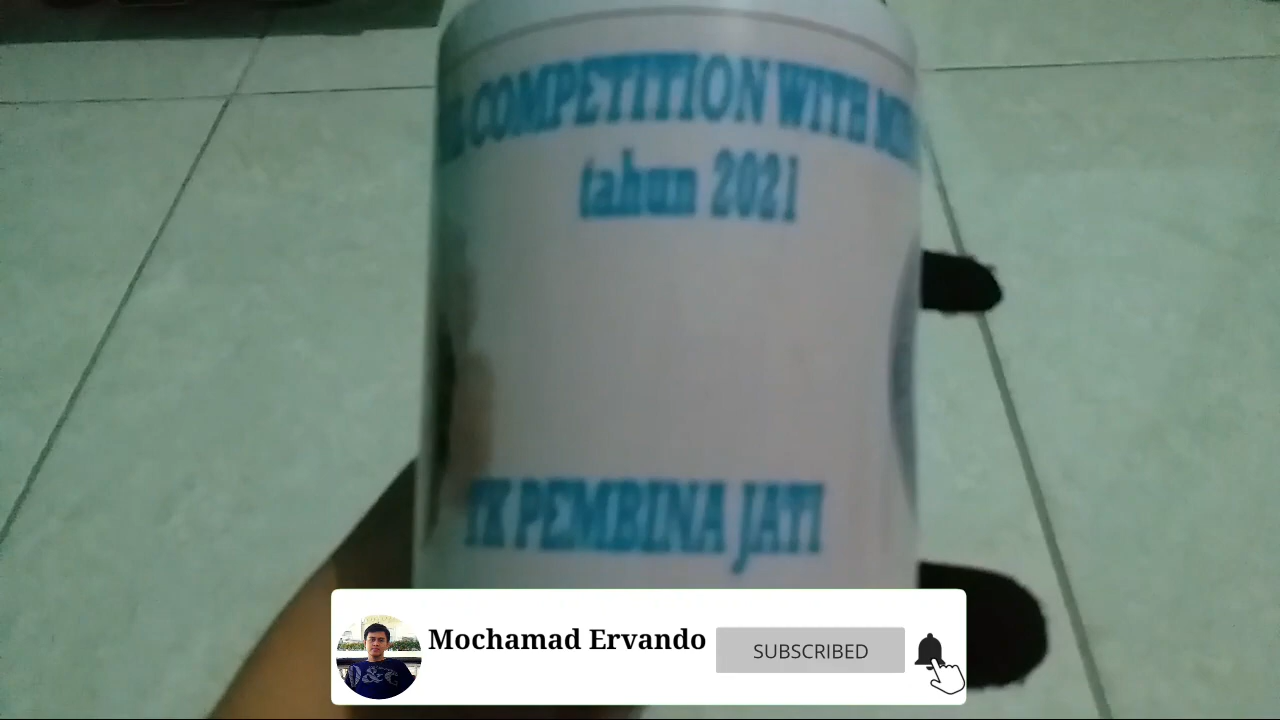 COMPETITION WITH
tahun 2021
TK PEMBINA JATI
Mochamad Ervando
SUBSCRIBED
D&C